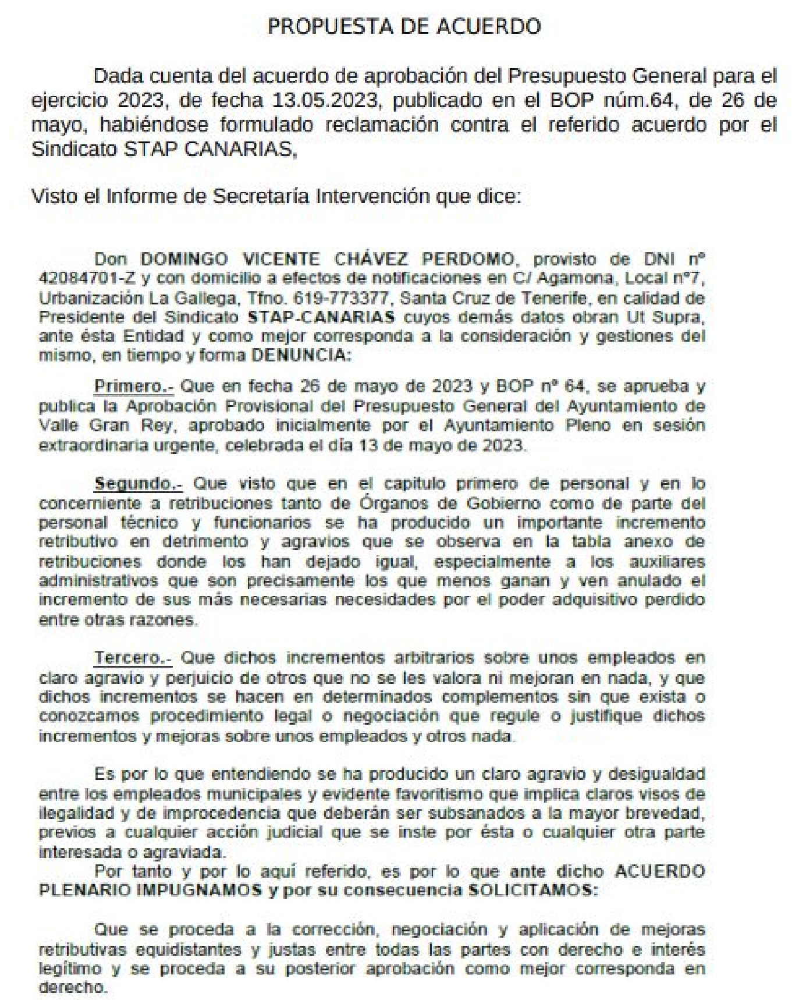 PROPUESTA DE ACUERDO
Dada cuenta del acuerdo de aprobación del Presupuesto General para el
ejercicio 2023, de fecha 13.05.2023, publicado en el BOP núm.64, de 26 de
mayo, habiéndose formulado reclamación contra el referido acuerdo por el
Sindicato STAP CANARIAS,
Visto el Informe de Secretaría Intervención que dice:
Don DOMINGO VICENTE CHÁVEZ PERDOMO, provisto de DNI nº
42084701-Z y con domicilio a efectos de notificaciones en C/ Agamona, Local nº7,
Urbanización La Gallega, Tfno. 619-773377, Santa Cruz de Tenerife, en calidad de
Presidente del Sindicato STAP-CANARIAS cuyos demás datos obran Ut Supra,
ante ésta Entidad y como mejor corresponda a la consideración y gestiones del
mismo, en tiempo y forma DENUNCIA:
Primero.- Que en fecha 26 de mayo de 2023 y BOP nº 64, se aprueba y
publica la Aprobación Provisional del Presupuesto General del Ayuntamiento de
Valle Gran Rey, aprobado inicialmente por el Ayuntamiento Pleno en sesión
extraordinaria urgente, celebrada el día 13 de mayo de 2023.
Segundo.- Que visto que en el capitulo primero de personal y en lo
concerniente a retribuciones tanto de Órganos de Gobierno como de parte del
personal técnico y funcionarios se ha producido un importante incremento
retributivo en detrimento y agravios que se observa en la tabla anexo de
retribuciones donde los han dejado igual, especialmente a los auxiliares
administrativos que son precisamente los que menos ganan y ven anulado el
incremento de sus más necesarias necesidades por el poder adquisitivo perdido
entre otras razones.
Tercero.- Que dichos incrementos arbitrarios sobre unos empleados en
claro agravio y perjuicio de otros que no se les valora ni mejoran en nada, y que
dichos incrementos se hacen en determinados complementos sin que exista o
conozcamos procedimiento legal o negociación que regule o justifique dichos
incrementos y mejoras sobre unos empleados y otros nada.
Es por lo que entendiendo se ha producido un claro agravio y desigualdad
entre los empleados municipales y evidente favoritismo que implica claros visos de
ilegalidad y de improcedencia que deberán ser subsanados a la mayor brevedad,
previos a cualquier acción judicial que se inste por ésta o cualquier otra parte
interesada o agraviada.
Por tanto y por lo aquí referido, es por lo que ante dicho ACUERDO
PLENARIO IMPUGNAMOS y por su consecuencia SOLICITAMOS:
Que se proceda a la corrección, negociación y aplicación de mejoras
retributivas equidistantes y justas entre todas las partes con derecho e interés
legítimo y se proceda a su posterior aprobación como mejor corresponda en
derecho.